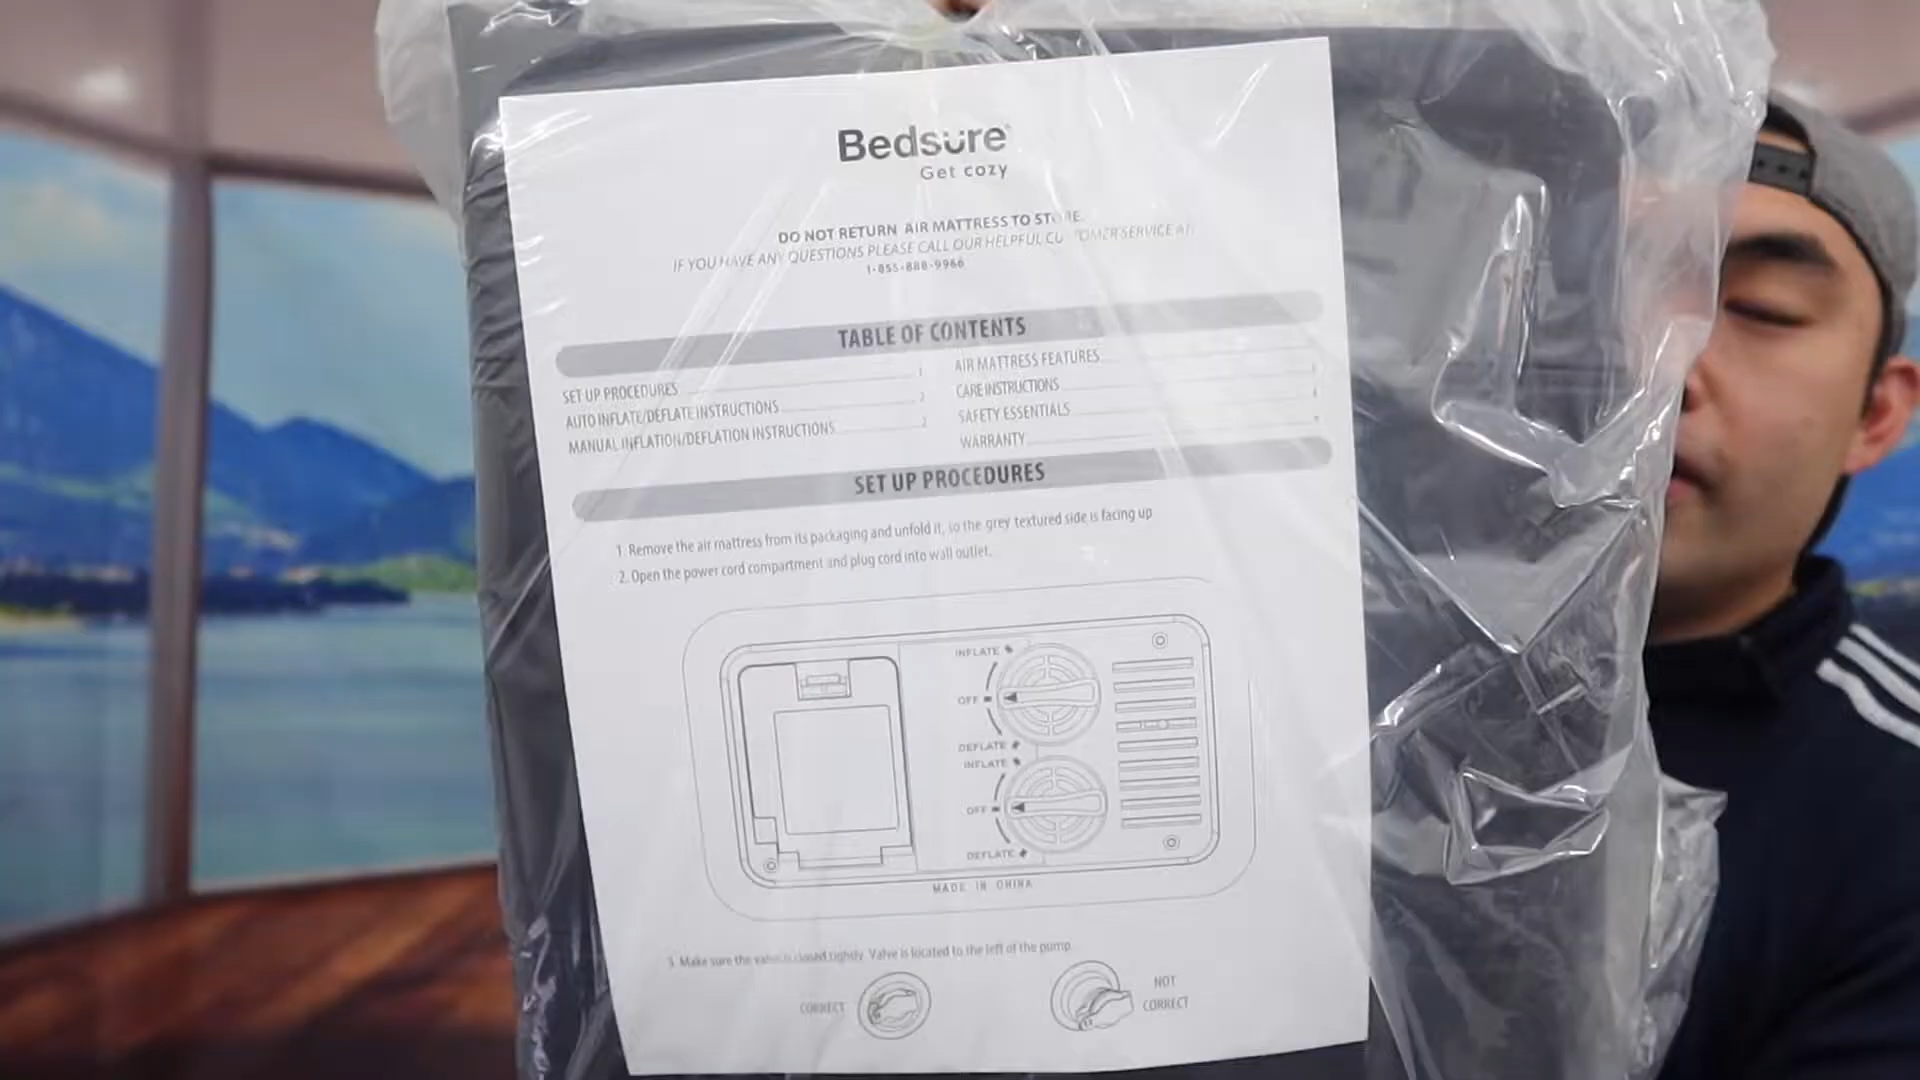 Bedsure
Get cozy
DO NOT RETURN AIR MATTRESS TO STORE.
IF YOU HAVE ANY QUESTIONS PLEASE CALL OUR HELPFUL CUSTOMER SERVICE AT
1-855-888-9966
TABLE OF CONTENTS
SET UP PROCEDURES 1
AUTO INFLATE/DEFLATE INSTRUCTIONS 2
MANUAL INFLATION/DEFLATION INSTRUCTIONS 2
AIR MATTRESS FEATURES
CARE INSTRUCTIONS
SAFETY ESSENTIALS
WARRANTY
SET UP PROCEDURES
1. Remove the air mattress from its packaging and unfold it, so the grey textured side is facing up
2. Open the power cord compartment and plug cord into wall outlet.
INFLATE
OFF
DEFLATE
INFLATE
OFF
DEFLATE
MADE IN CHINA
3. Make sure the valve is closed tightly. Valve is located to the left of the pump.
CORRECT
NOT
CORRECT